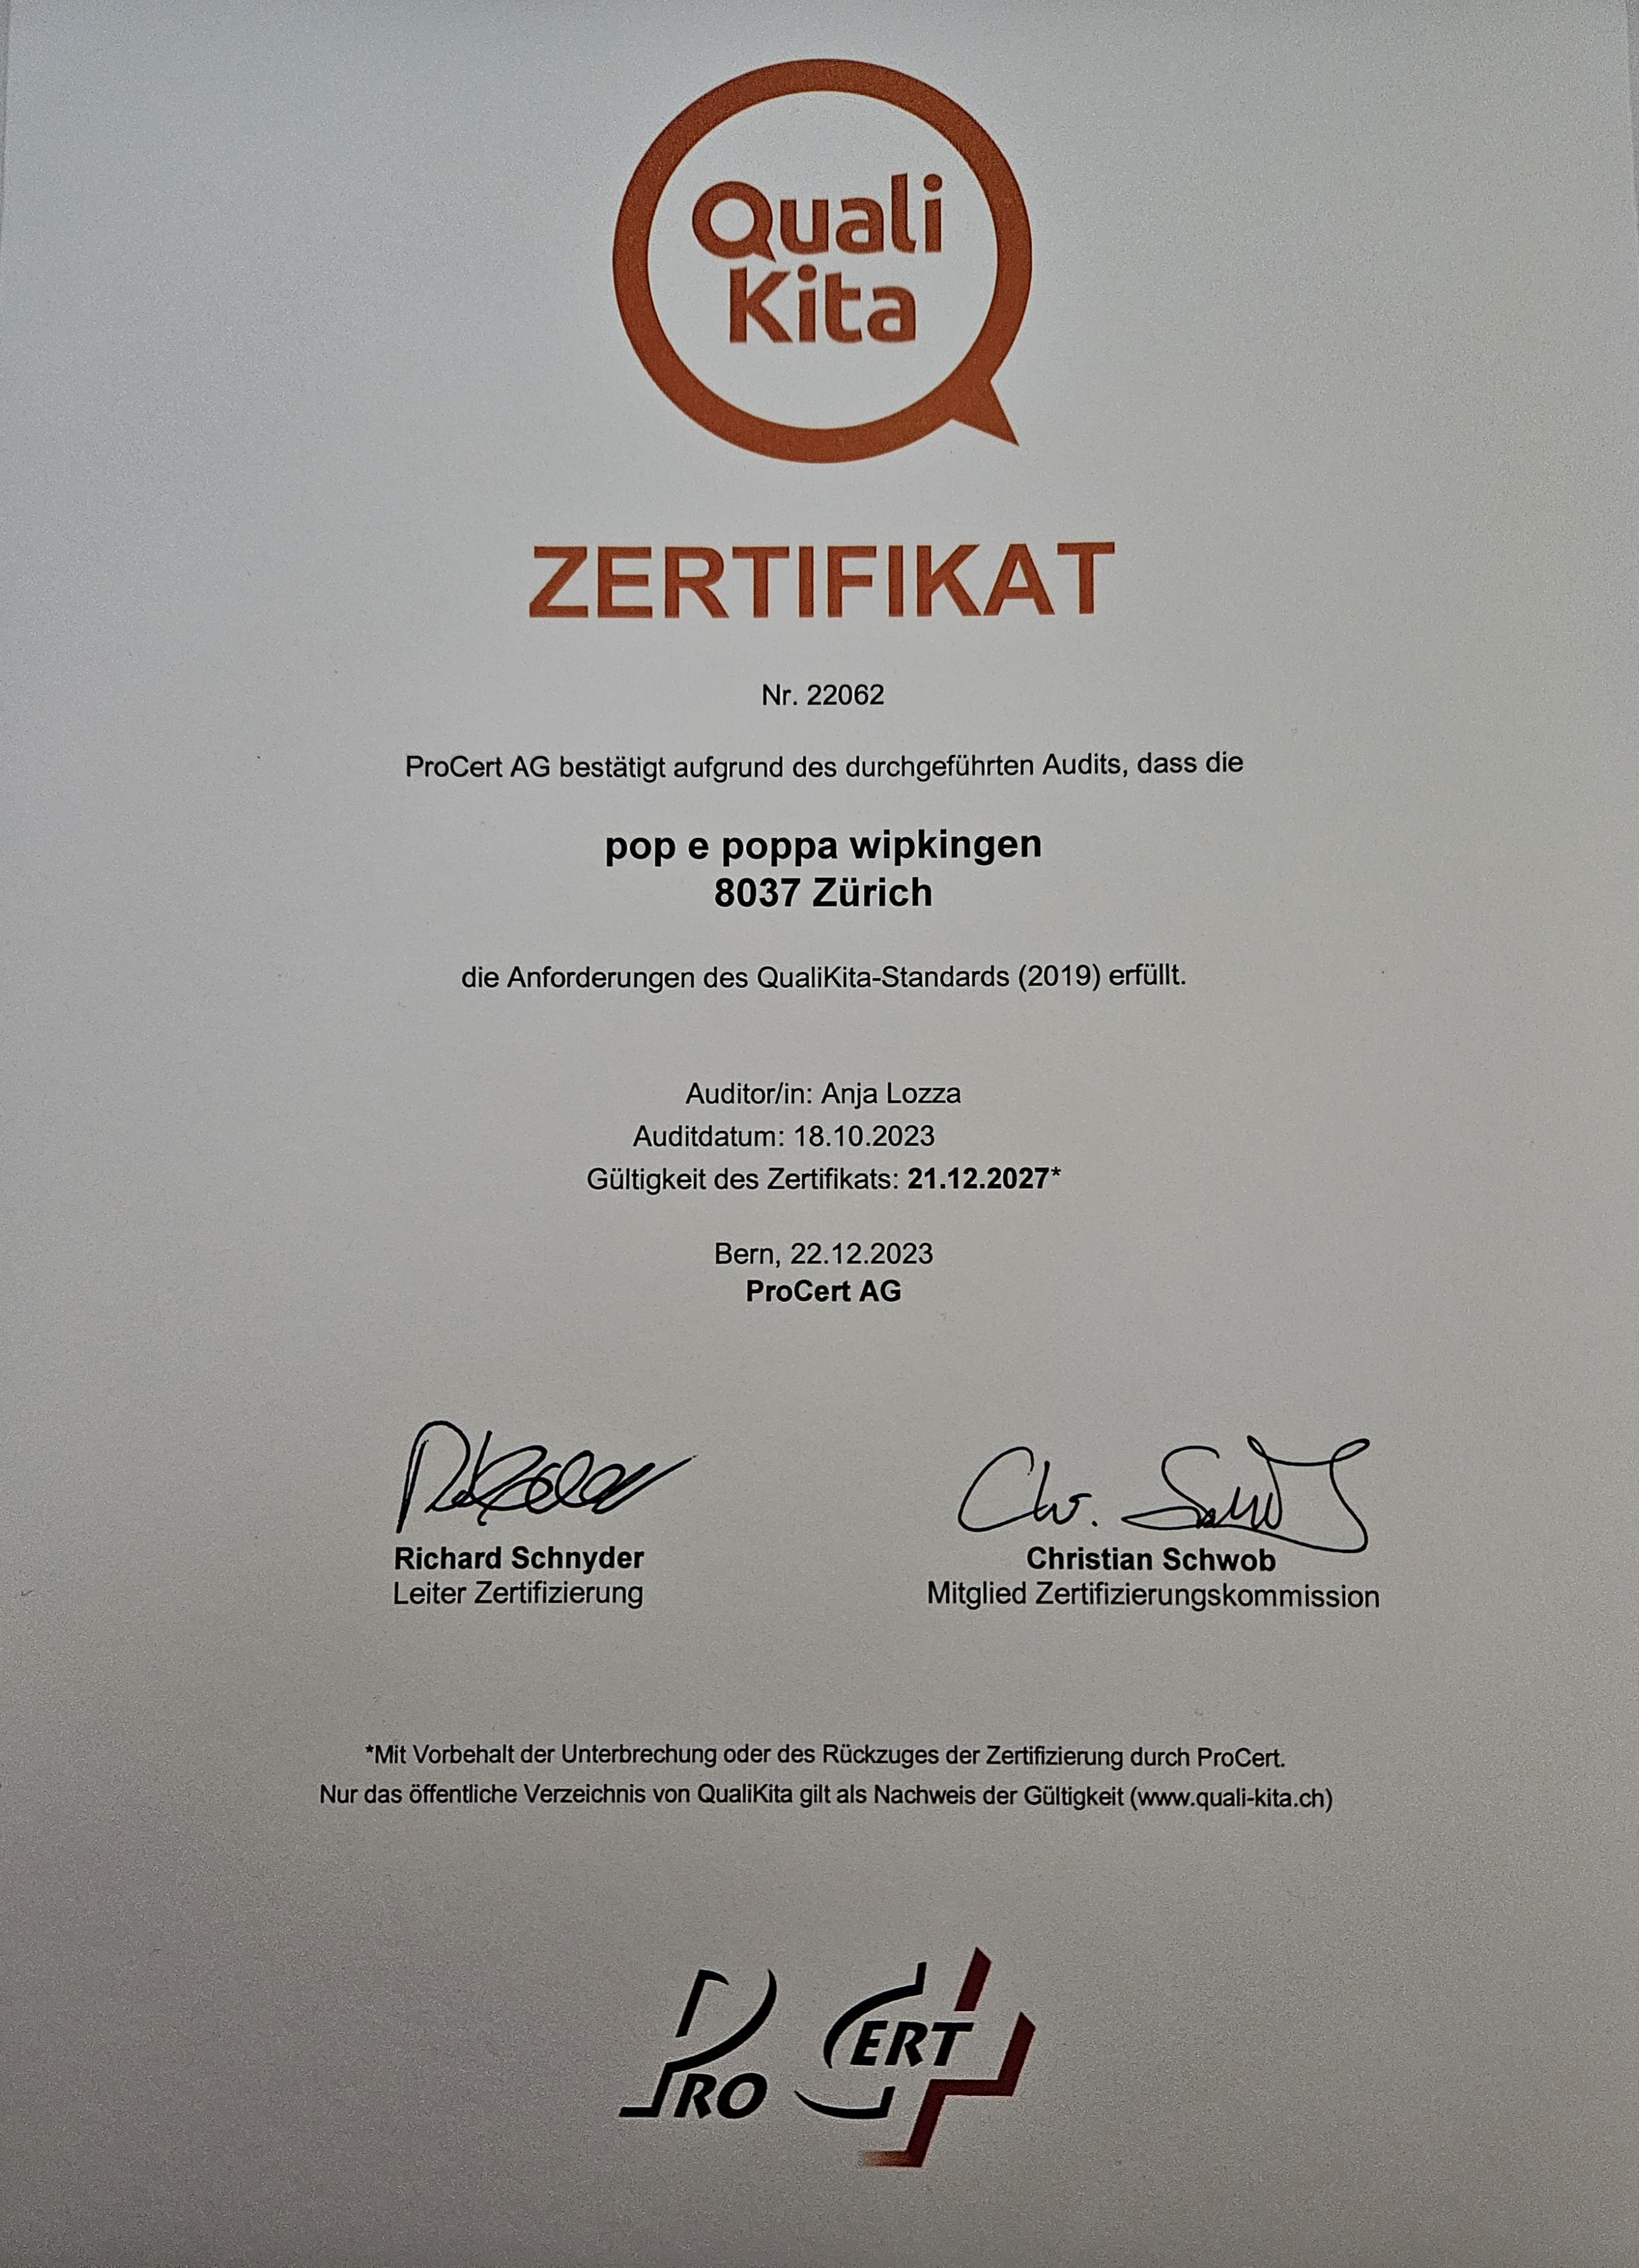 Quali
Kita
ZERTIFIKAT
Nr. 22062
ProCert AG bestätigt aufgrund des durchgeführten Audits, dass die
pop e poppa wipkingen
8037 Zürich
die Anforderungen des QualiKita-Standards (2019) erfüllt.
Auditor/in: Anja Lozza
Auditdatum: 18.10.2023
Gültigkeit des Zertifikats: 21.12.2027*
Bern, 22.12.2023
ProCert AG
Richard Schnyder
Leiter Zertifizierung
Christian Schwob
Mitglied Zertifizierungskommission
*Mit Vorbehalt der Unterbrechung oder des Rückzuges der Zertifizierung durch ProCert.
Nur das öffentliche Verzeichnis von QualiKita gilt als Nachweis der Gültigkeit (www.quali-kita.ch)
PRO CERT